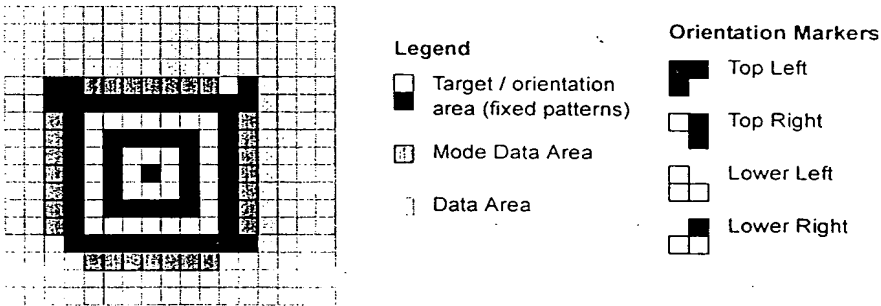 Legend
Target / orientation
area (fixed patterns)
Mode Data Area
Data Area
Orientation Markers
Top Left
Top Right
Lower Left
Lower Right